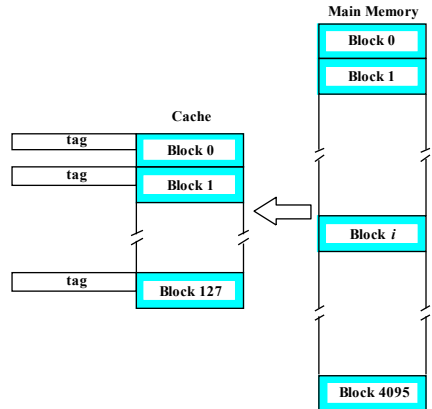 Main Memory
Block 0
Block 1
Cache
tag
Block 0
tag
Block 1
Block i
tag
Block 127
Block 4095